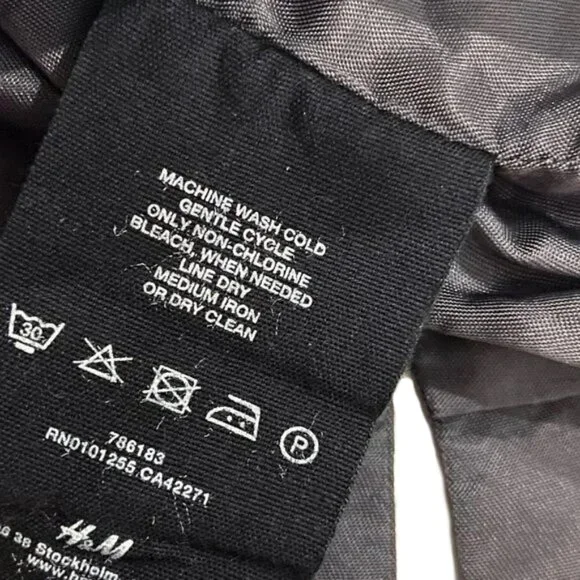 MACHINE WASH COLD
GENTLE CYCLE
ONLY NON-CHLORINE
BLEACH, WHEN NEEDED
LINE DRY
MEDIUM IRON
OR DRY CLEAN
30
P
786183
RN0101255 CA42271
H&M
38 Stockholm